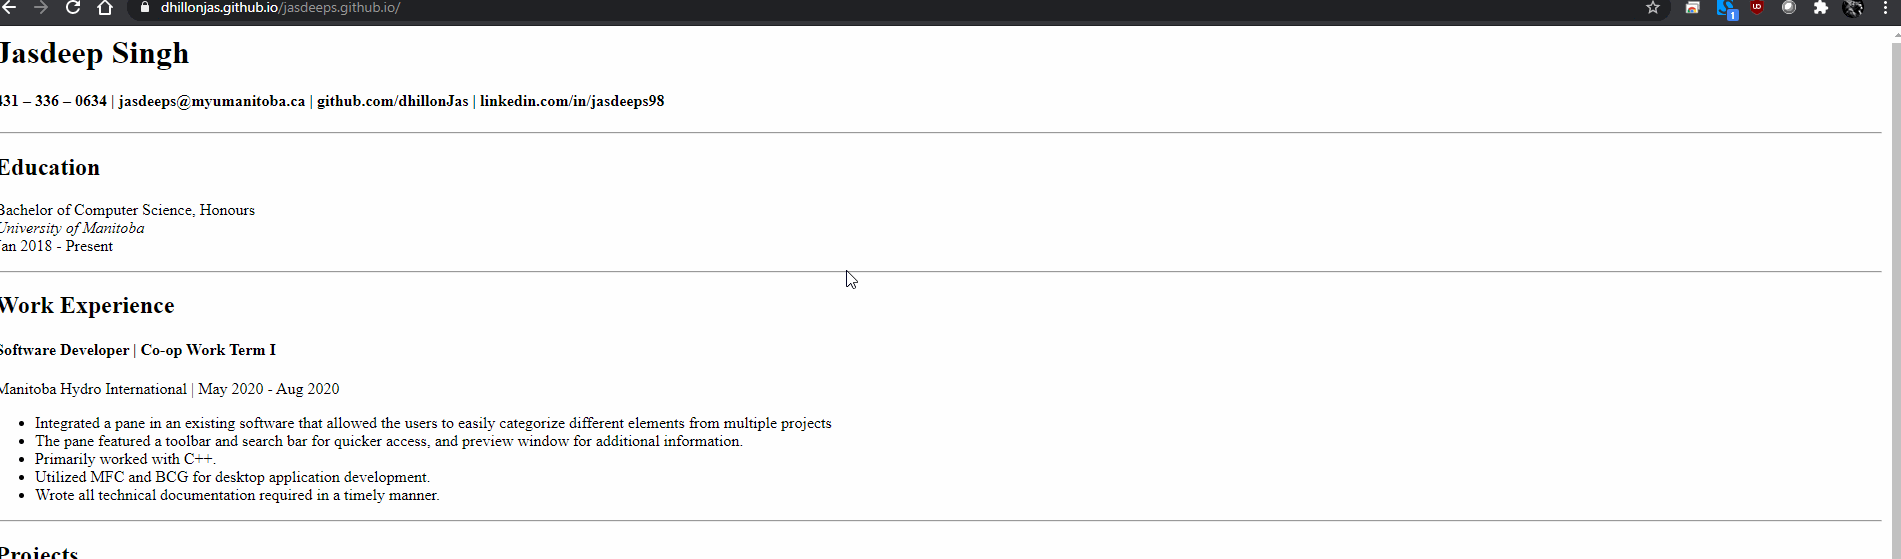 dhillonjas.github.io/jasdeeps.github.io/
1
UD
Jasdeep Singh
431 – 336 – 0634 | jasdeeps@myumanitoba.ca | github.com/dhillonJas | linkedin.com/in/jasdeeps98
Education
Bachelor of Computer Science, Honours
University of Manitoba
Jan 2018 - Present
Work Experience
Software Developer | Co-op Work Term I
Manitoba Hydro International | May 2020 - Aug 2020
• Integrated a pane in an existing software that allowed the users to easily categorize different elements from multiple projects
• The pane featured a toolbar and search bar for quicker access, and preview window for additional information.
• Primarily worked with C++.
• Utilized MFC and BCG for desktop application development.
• Wrote all technical documentation required in a timely manner.
Projects